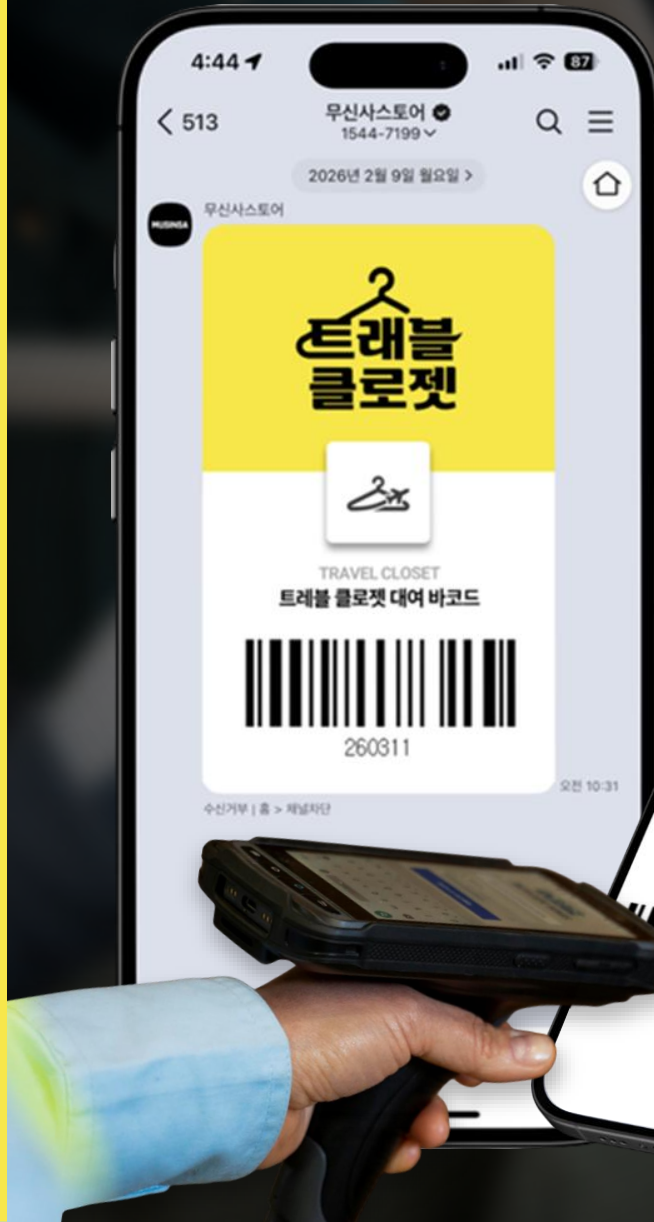 4:44
87
513
무신사스토어
1544-7199
2026년 2월 9일 월요일 >
MUSINSA
무신사스토어
트래블
클로젯
TRAVEL CLOSET
트레블 클로젯 대여 바코드
260311
오전 10:31
수신거부 | 홈 > 채널차단